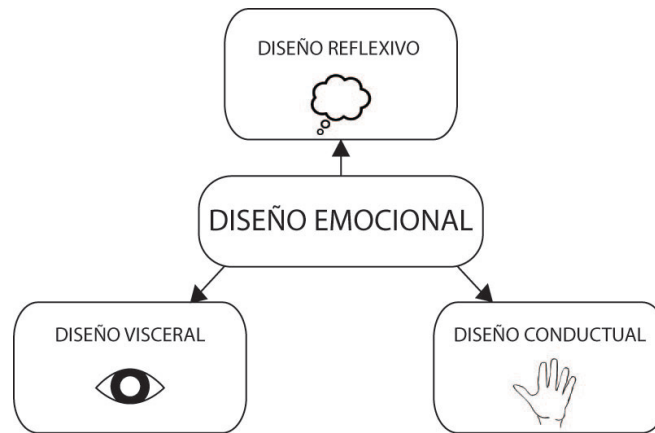 DISEÑO REFLEXIVO
DISEÑO EMOCIONAL
DISEÑO VISCERAL
DISEÑO CONDUCTUAL